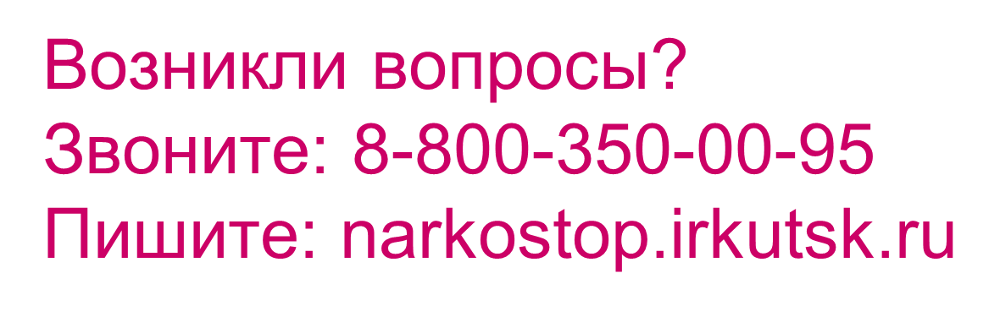 Возникли вопросы?
Звоните: 8-800-350-00-95
Пишите: narkostop.irkutsk.ru